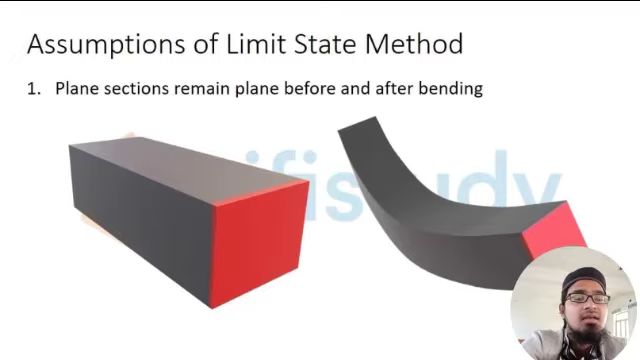 Assumptions of Limit State Method
1. Plane sections remain plane before and after bending